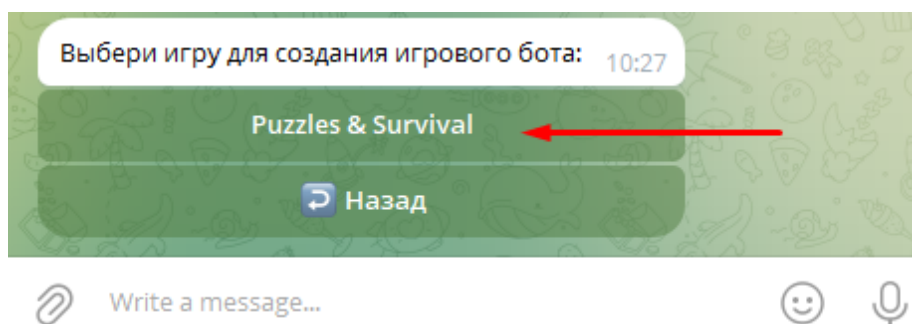 Выбери игру для создания игрового бота:
10:27
Puzzles & Survival
Назад
Write a message...